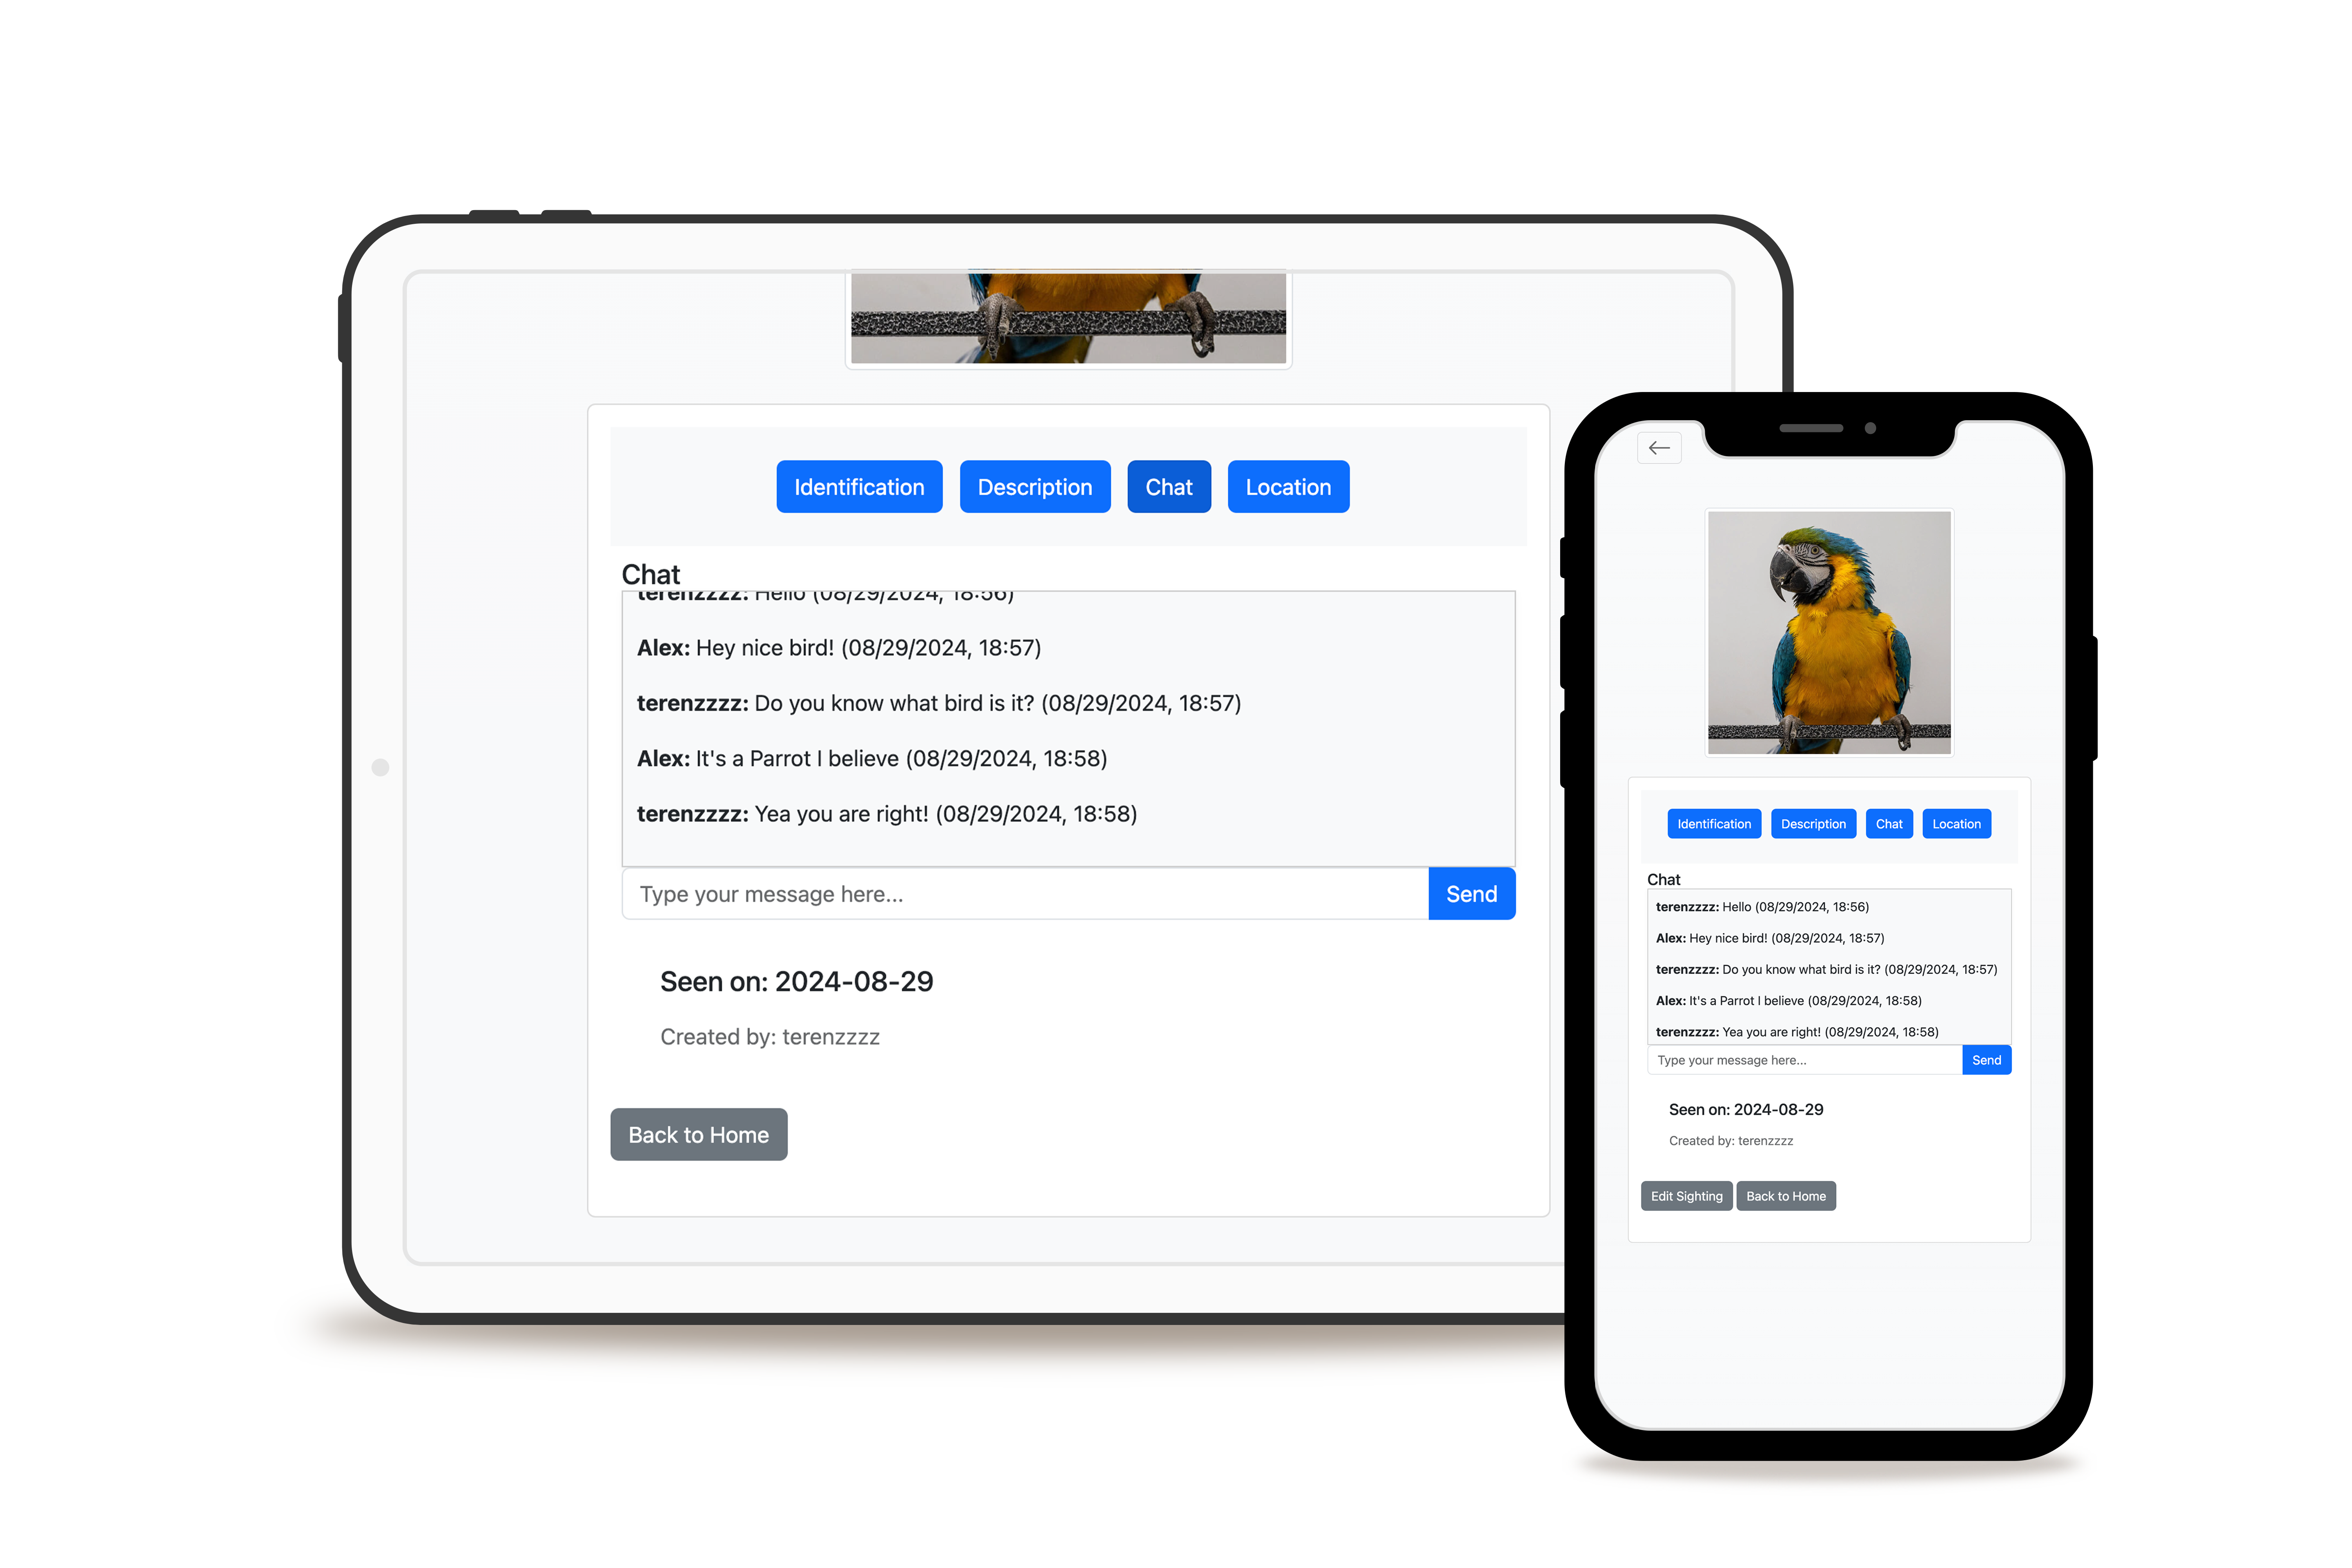 Identification
Description
Chat
Location
Chat
terenzzzz: Hello (08/29/2024, 18:56)
Alex: Hey nice bird! (08/29/2024, 18:57)
terenzzzz: Do you know what bird is it? (08/29/2024, 18:57)
Alex: It's a Parrot I believe (08/29/2024, 18:58)
terenzzzz: Yea you are right! (08/29/2024, 18:58)
Type your message here...
Send
Seen on: 2024-08-29
Created by: terenzzzz
Back to Home
Identification
Description
Chat
Location
Chat
terenzzzz: Hello (08/29/2024, 18:56)
Alex: Hey nice bird! (08/29/2024, 18:57)
terenzzzz: Do you know what bird is it? (08/29/2024, 18:57)
Alex: It's a Parrot I believe (08/29/2024, 18:58)
terenzzzz: Yea you are right! (08/29/2024, 18:58)
Type your message here...
Send
Seen on: 2024-08-29
Created by: terenzzzz
Edit Sighting
Back to Home